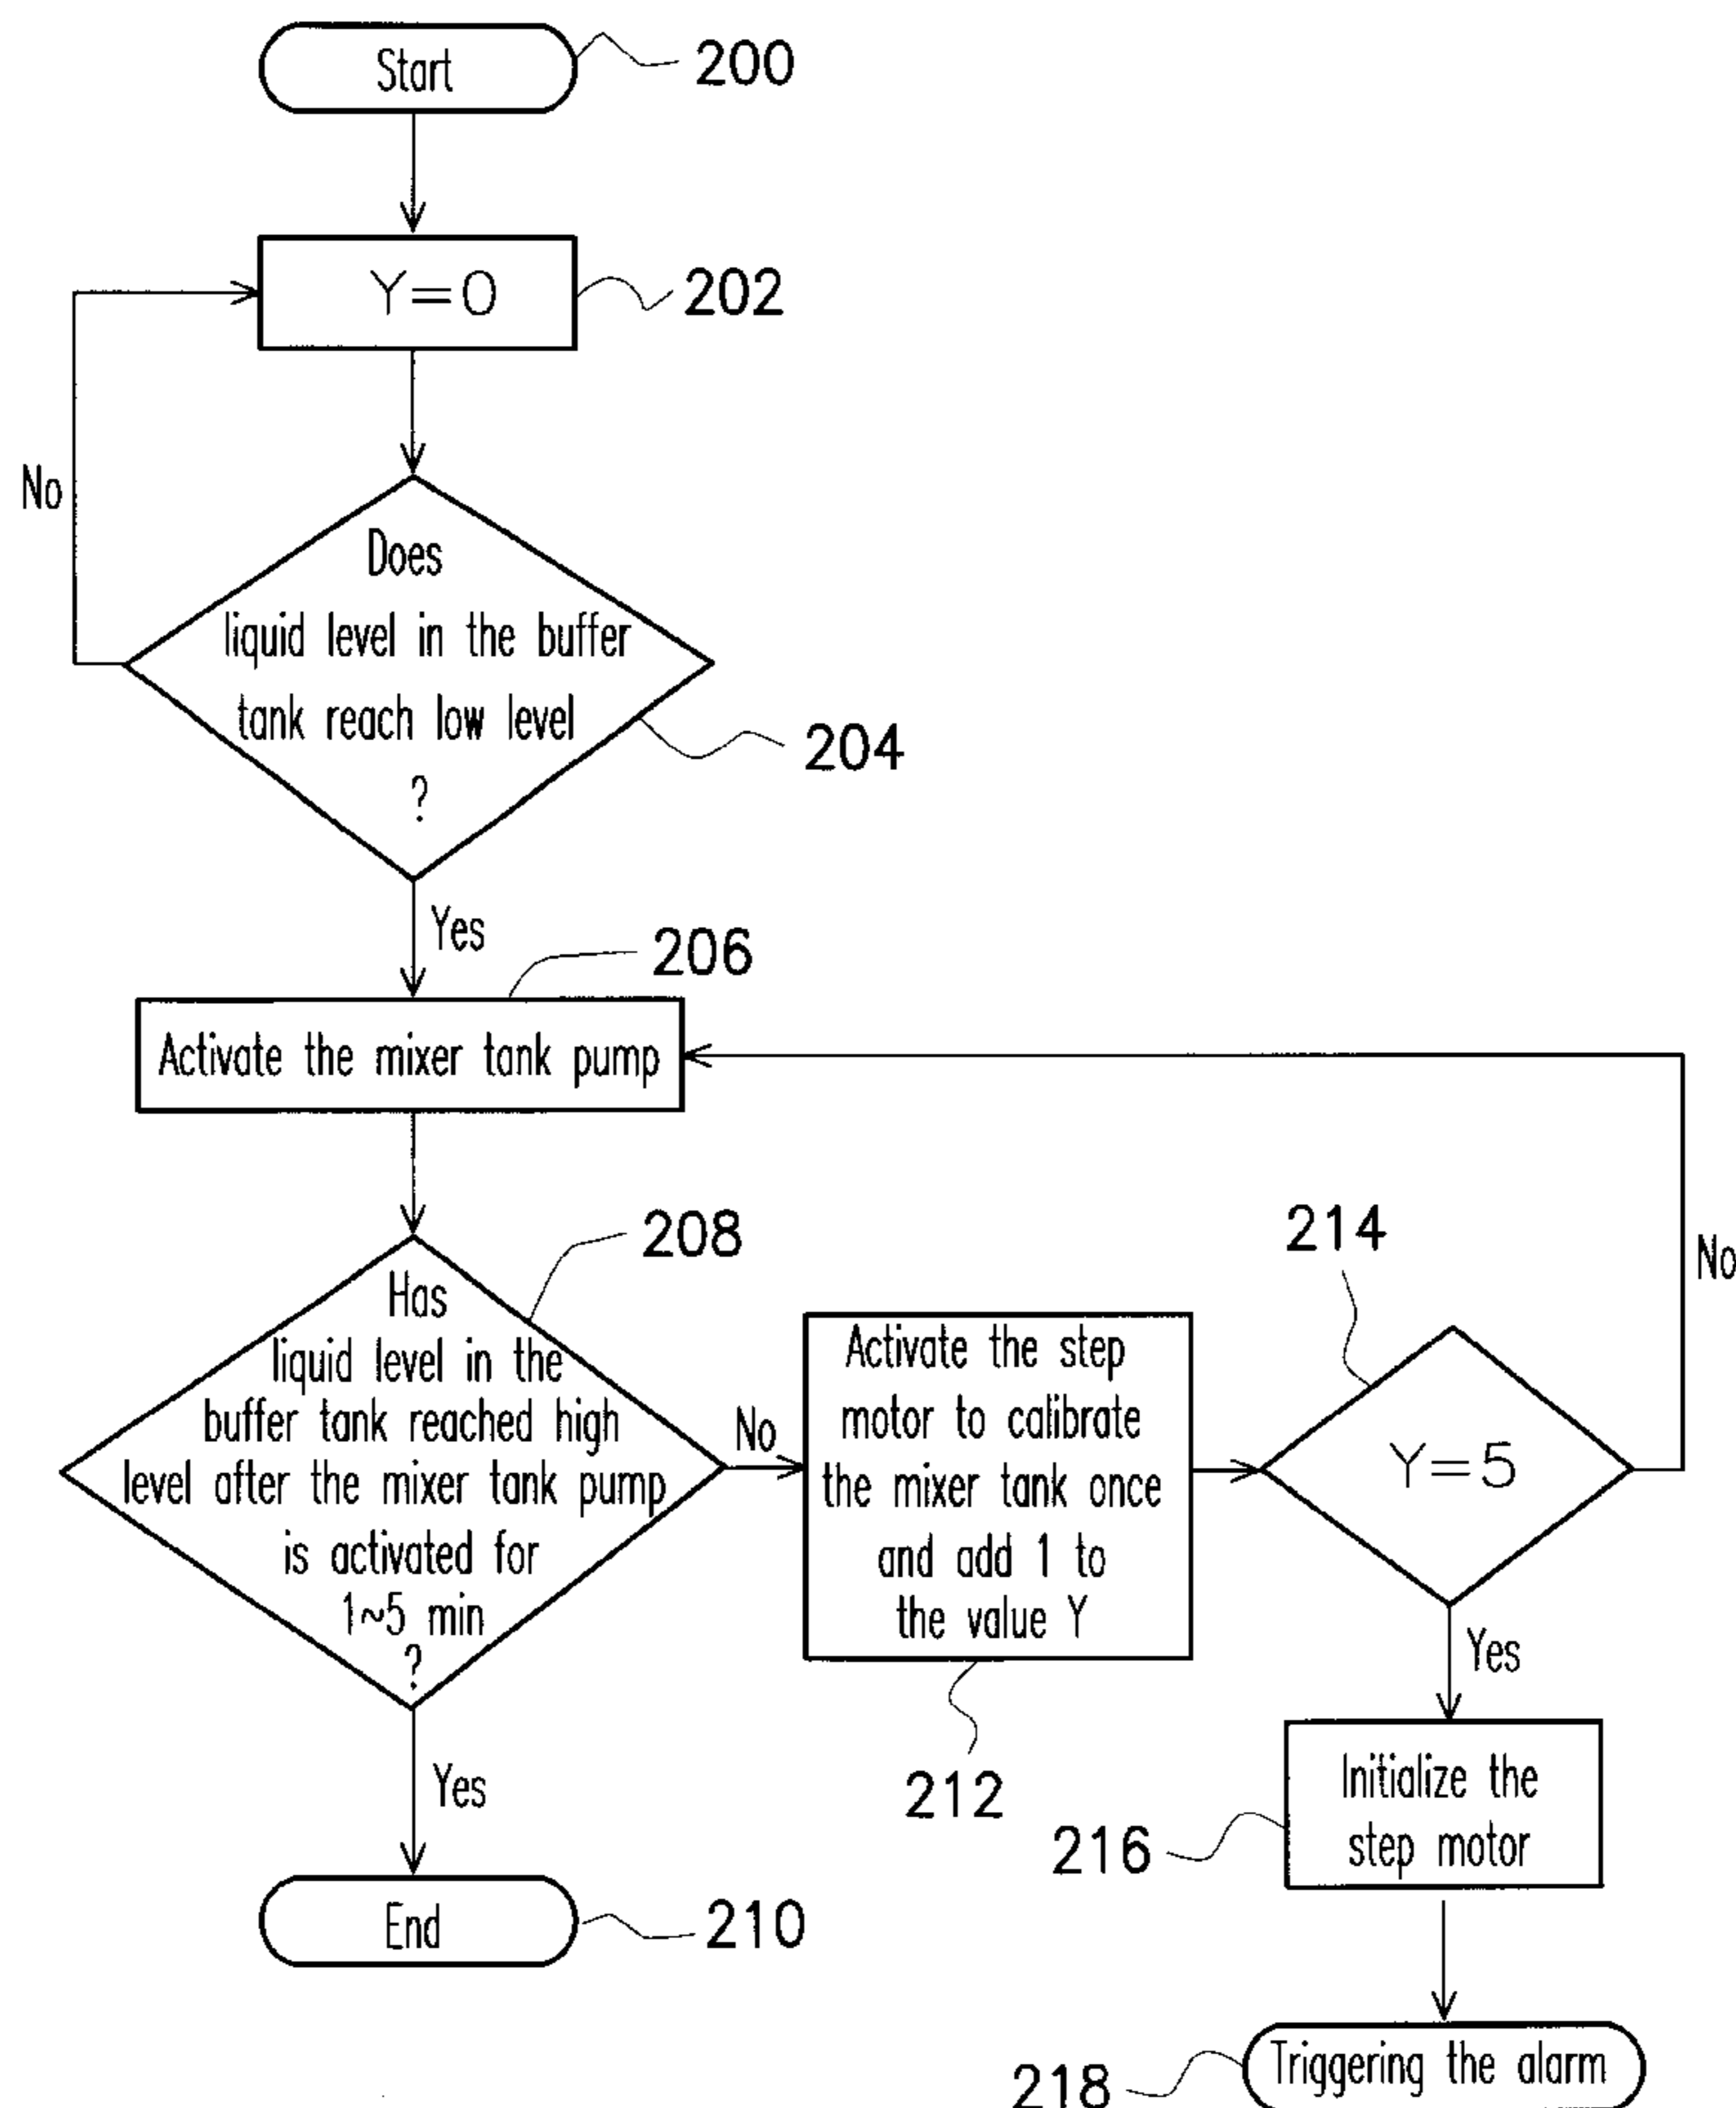 Start
200
Y=0
202
No
Does
liquid level in the buffer
tank reach low level
?
204
Yes
206
Activate the mixer tank pump
208
Has
liquid level in the
buffer tank reached high
level after the mixer tank pump
is activated for
1~5 min
?
No
Activate the step
motor to calibrate
the mixer tank once
and add 1 to
the value Y
212
214
Y=5
No
Yes
Initialize the
step motor
216
Yes
End
210
Triggering the alarm
218